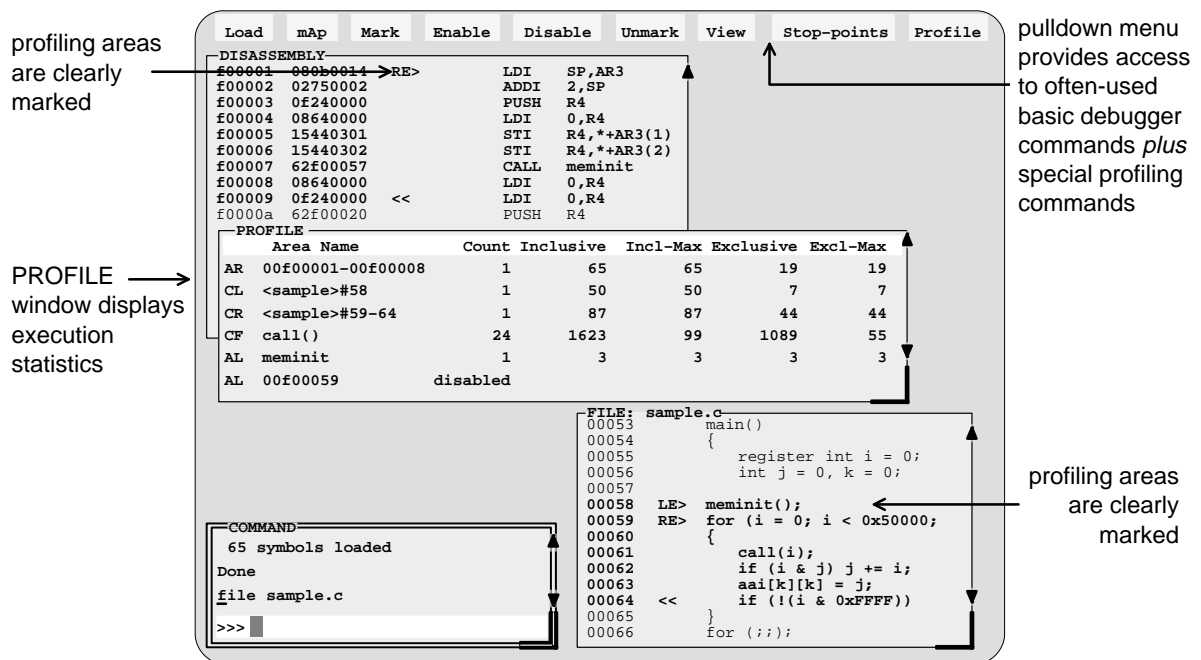 Load mAp Mark Enable Disable Unmark View Stop-points Profile
profiling areas
are clearly
marked
pulldown menu
provides access
to often-used
basic debugger
commands plus
special profiling
commands
DISASSEMBLY
f00001 080b0014 RE> LDI SP,AR3
f00002 02750002 ADDI 2,SP
f00003 0f240000 PUSH R4
f00004 08640000 LDI 0,R4
f00005 15440301 STI R4,*+AR3(1)
f00006 15440302 STI R4,*+AR3(2)
f00007 62f00057 CALL meminit
f00008 08640000 LDI 0,R4
f00009 0f240000 << LDI 0,R4
f0000a 62f00020 PUSH R4
PROFILE
window displays
execution
statistics
PROFILE
Area Name Count Inclusive Incl-Max Exclusive Excl-Max
AR 00f00001-00f00008 1 65 65 19 19
CL <sample>#58 1 50 50 7 7
CR <sample>#59-64 1 87 87 44 44
CF call() 24 1623 99 1089 55
AL meminit 1 3 3 3 3
AL 00f00059 disabled
FILE: sample.c
00053 main()
00054 {
00055 register int i = 0;
00056 int j = 0, k = 0;
00057
00058 LE> meminit();
00059 RE> for (i = 0; i < 0x50000;
00060 {
00061 call(i);
00062 if (i & j) j += i;
00063 aai[k][k] = j;
00064 << if (!(i & 0xFFFF))
00065 }
00066 for (;;);
profiling areas
are clearly
marked
COMMAND
65 symbols loaded
Done
file sample.c
>>>